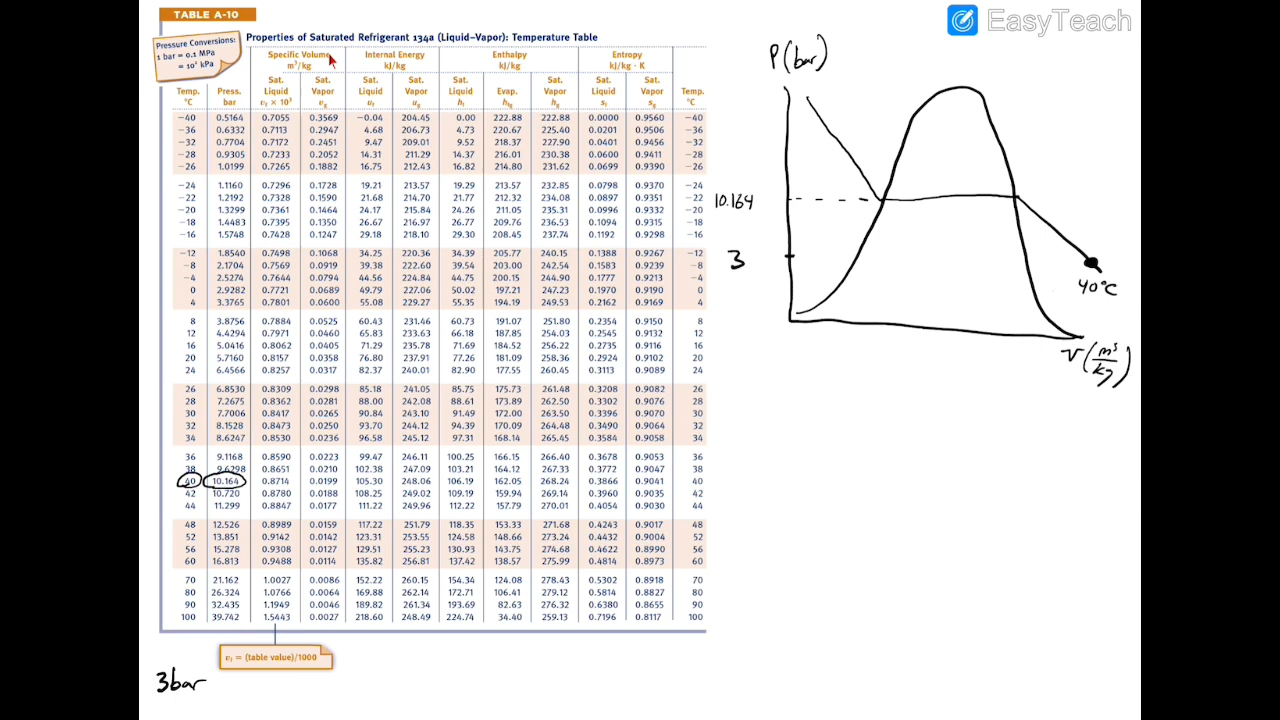 TABLE A-10
EasyTeach
Pressure Conversions:
1 bar = 0.1 MPa
= 10² kPa
Properties of Saturated Refrigerant 134a (Liquid–Vapor): Temperature Table
Specific Volume Internal Energy Enthalpy Entropy
m³/kg kJ/kg kJ/kg kJ/kg · K
Sat. Sat. Sat. Sat. Sat. Sat. Sat. Sat.
Temp. Press. Liquid Vapor Liquid Vapor Liquid Evap. Vapor Liquid Vapor Temp.
°C bar vf × 10³ vg uf ug hf hfg hg sf sg °C
−40 0.5164 0.7055 0.3569 −0.04 204.45 0.00 222.88 222.88 0.0000 0.9560 −40
−36 0.6332 0.7113 0.2947 4.68 206.73 4.73 220.67 225.40 0.0201 0.9506 −36
−32 0.7704 0.7172 0.2451 9.47 209.01 9.52 218.37 227.90 0.0401 0.9456 −32
−28 0.9305 0.7233 0.2052 14.31 211.29 14.37 216.01 230.38 0.0600 0.9411 −28
−26 1.0199 0.7265 0.1882 16.75 212.43 16.82 214.80 231.62 0.0699 0.9390 −26
−24 1.1160 0.7296 0.1728 19.21 213.57 19.29 213.57 232.85 0.0798 0.9370 −24
−22 1.2192 0.7328 0.1590 21.68 214.70 21.77 212.32 234.08 0.0897 0.9351 −22
−20 1.3299 0.7361 0.1464 24.17 215.84 24.26 211.05 235.31 0.0996 0.9332 −20
−18 1.4483 0.7395 0.1350 26.67 216.97 26.77 209.76 236.53 0.1094 0.9315 −18
−16 1.5748 0.7428 0.1247 29.18 218.10 29.30 208.45 237.74 0.1192 0.9298 −16
−12 1.8540 0.7498 0.1068 34.25 220.36 34.39 205.77 240.15 0.1388 0.9267 −12
−8 2.1704 0.7569 0.0919 39.38 222.60 39.54 203.00 242.54 0.1583 0.9239 −8
−4 2.5274 0.7644 0.0794 44.56 224.84 44.75 200.15 244.90 0.1777 0.9213 −4
0 2.9282 0.7721 0.0689 49.79 227.06 50.02 197.21 247.23 0.1970 0.9190 0
4 3.3765 0.7801 0.0600 55.08 229.27 55.35 194.19 249.53 0.2162 0.9169 4
8 3.8756 0.7884 0.0525 60.43 231.46 60.73 191.07 251.80 0.2354 0.9150 8
12 4.4294 0.7971 0.0460 65.83 233.63 66.18 187.85 254.03 0.2545 0.9132 12
16 5.0416 0.8062 0.0405 71.29 235.78 71.69 184.52 256.22 0.2735 0.9116 16
20 5.7160 0.8157 0.0358 76.80 237.91 77.26 181.09 258.36 0.2924 0.9102 20
24 6.4566 0.8257 0.0317 82.37 240.01 82.90 177.55 260.45 0.3113 0.9089 24
26 6.8530 0.8309 0.0298 85.18 241.05 85.75 175.73 261.48 0.3208 0.9082 26
28 7.2675 0.8362 0.0281 88.00 242.08 88.61 173.89 262.50 0.3302 0.9076 28
30 7.7006 0.8417 0.0265 90.84 243.10 91.49 172.00 263.50 0.3396 0.9070 30
32 8.1528 0.8473 0.0250 93.70 244.12 94.39 170.09 264.48 0.3490 0.9064 32
34 8.6247 0.8530 0.0236 96.58 245.12 97.31 168.14 265.45 0.3584 0.9058 34
36 9.1168 0.8590 0.0223 99.47 246.11 100.25 166.15 266.40 0.3678 0.9053 36
38 9.6298 0.8651 0.0210 102.38 247.09 103.21 164.12 267.33 0.3772 0.9047 38
40 10.164 0.8714 0.0199 105.30 248.06 106.19 162.05 268.24 0.3866 0.9041 40
42 10.720 0.8780 0.0188 108.25 249.02 109.19 159.94 269.14 0.3960 0.9035 42
44 11.299 0.8847 0.0177 111.22 249.96 112.22 157.79 270.01 0.4054 0.9030 44
48 12.526 0.8989 0.0159 117.22 251.79 118.35 153.33 271.68 0.4243 0.9017 48
52 13.851 0.9142 0.0142 123.31 253.55 124.58 148.66 273.24 0.4432 0.9004 52
56 15.278 0.9308 0.0127 129.51 255.23 130.93 143.75 274.68 0.4622 0.8990 56
60 16.813 0.9488 0.0114 135.82 256.81 137.42 138.57 275.99 0.4814 0.8973 60
70 21.162 1.0027 0.0086 152.22 260.15 154.34 124.08 278.43 0.5302 0.8918 70
80 26.324 1.0766 0.0064 169.88 262.14 172.71 106.41 279.12 0.5814 0.8827 80
90 32.435 1.1949 0.0046 189.82 261.34 193.69 82.63 276.32 0.6380 0.8655 90
100 39.742 1.5443 0.0027 218.60 248.49 224.74 34.40 259.13 0.7196 0.8117 100
vf = (table value)/1000
3bar
P(bar)
10.164
3
40°C
v(m³/kg)